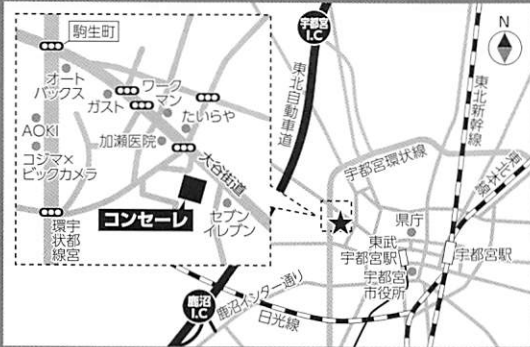 駒生町
オート
バックス
ガスト
ワーク
マン
たいらや
AOKI
加瀬医院
コジマ×
ビックカメラ
大谷街道
コンセーレ
セブン
イレブン
宇都宮
環状線
宇都宮
I.C
東北自動車道
N
東北新幹線
東北本線
宇都宮環状線
県庁
東武
宇都宮駅
宇都宮駅
宇都宮
市役所
鹿沼インター通り
鹿沼
I.C
日光線